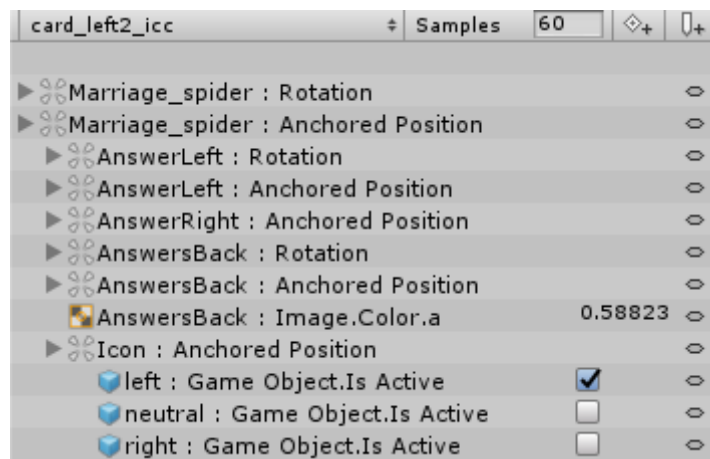 card_left2_icc Samples 60
Marriage_spider : Rotation
Marriage_spider : Anchored Position
AnswerLeft : Rotation
AnswerLeft : Anchored Position
AnswerRight : Anchored Position
AnswersBack : Rotation
AnswersBack : Anchored Position
AnswersBack : Image.Color.a 0.58823
Icon : Anchored Position
left : Game Object.Is Active
neutral : Game Object.Is Active
right : Game Object.Is Active